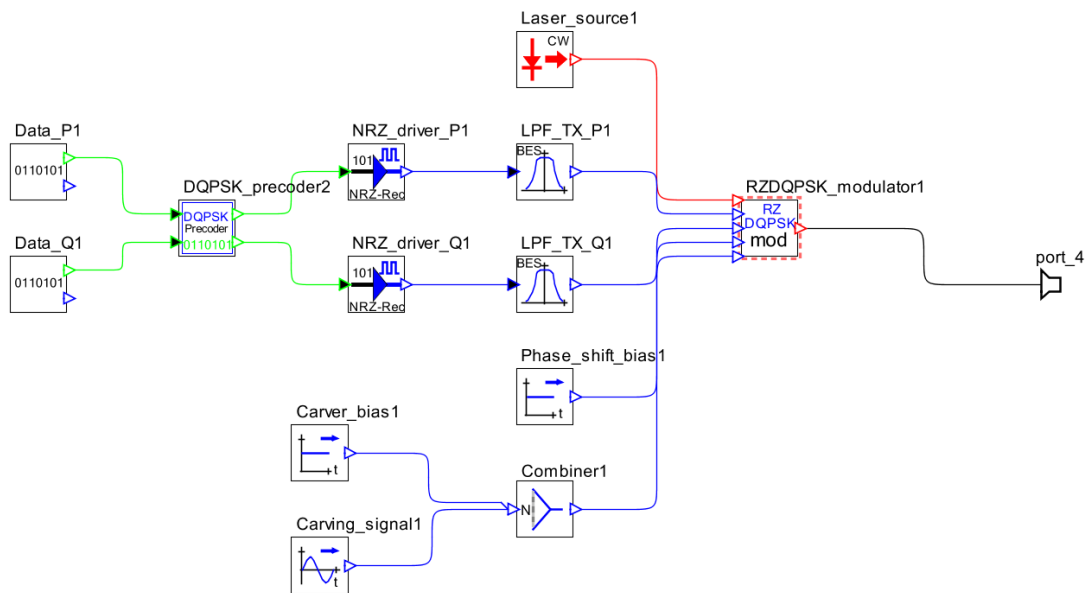 Laser_source1
CW
Data_P1
0110101
NRZ_driver_P1
101
NRZ-Rec
LPF_TX_P1
BES
DQPSK_precoder2
DQPSK
Precoder
0110101
RZDQPSK_modulator1
RZ
DQPSK
mod
Data_Q1
0110101
NRZ_driver_Q1
101
NRZ-Rec
LPF_TX_Q1
BES
port_4
Phase_shift_bias1
t
Carver_bias1
t
Combiner1
N
Carving_signal1
t